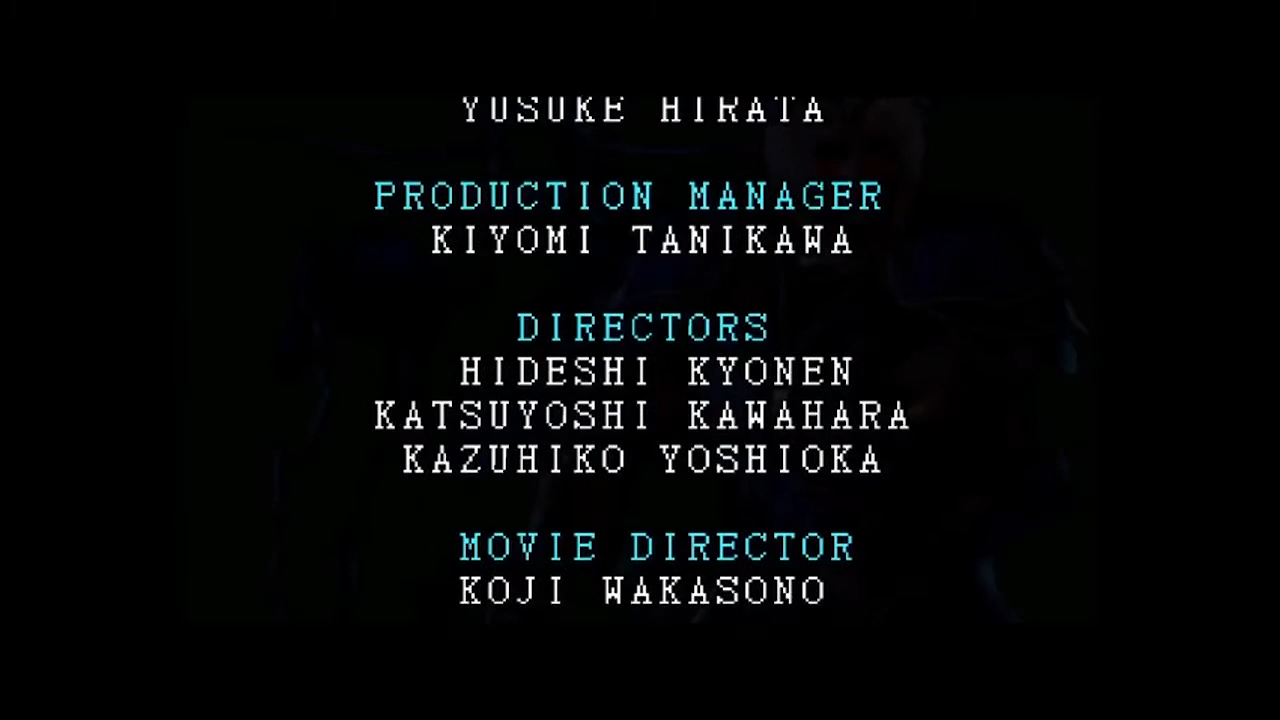 YUSUKE HIRATA
PRODUCTION MANAGER
KIYOMI TANIKAWA
DIRECTORS
HIDESHI KYONEN
KATSUYOSHI KAWAHARA
KAZUHIKO YOSHIOKA
MOVIE DIRECTOR
KOJI WAKASONO